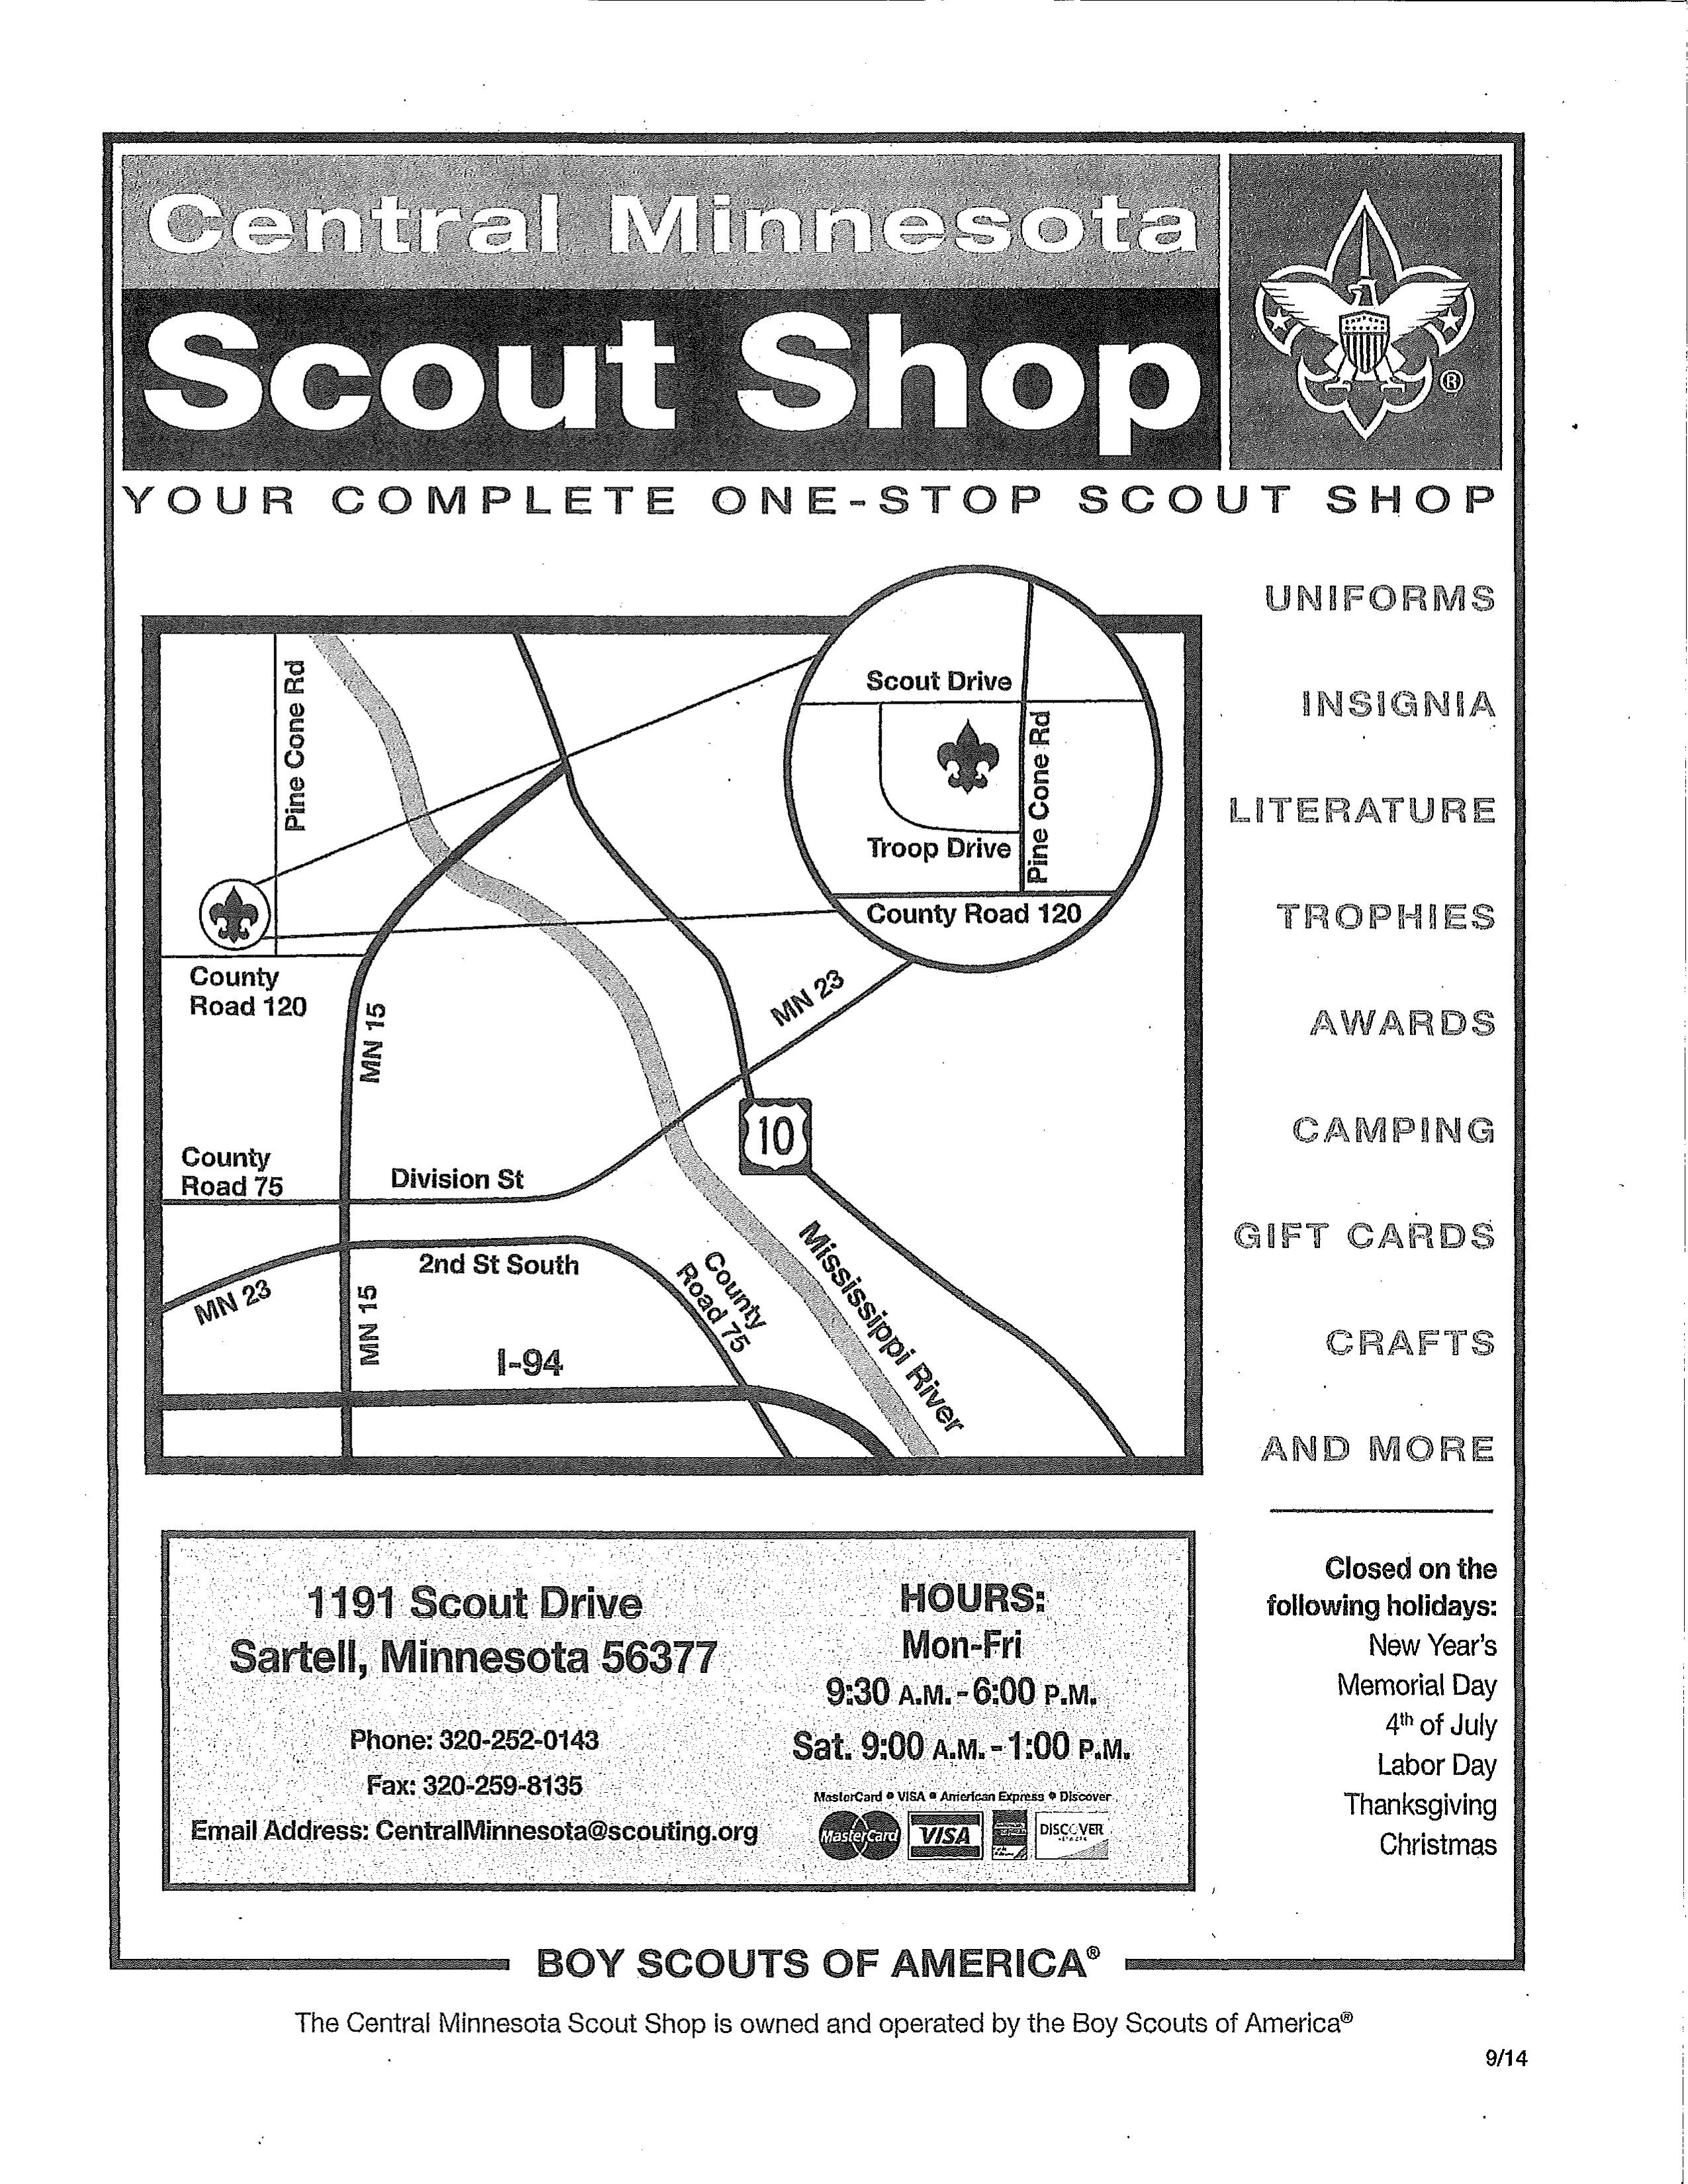 Central Minnesota
Scout Shop
®
YOUR COMPLETE ONE-STOP SCOUT SHOP
UNIFORMS
INSIGNIA
LITERATURE
TROPHIES
AWARDS
CAMPING
GIFT CARDS
CRAFTS
AND MORE
Pine Cone Rd
Scout Drive
Pine Cone Rd
Troop Drive
County Road 120
County
Road 120
MN 15
MN 23
10
County
Road 75
Division St
2nd St South
MN 23
MN 15
County
Road 75
Mississippi River
I-94
1191 Scout Drive
Sartell, Minnesota 56377
Phone: 320-252-0143
Fax: 320-259-8135
Email Address: CentralMinnesota@scouting.org
HOURS:
Mon-Fri
9:30 A.M. - 6:00 P.M.
Sat. 9:00 A.M. - 1:00 P.M.
MasterCard • VISA • American Express • Discover
MasterCard VISA DISCOVER
Closed on the
following holidays:
New Year's
Memorial Day
4th of July
Labor Day
Thanksgiving
Christmas
BOY SCOUTS OF AMERICA®
The Central Minnesota Scout Shop is owned and operated by the Boy Scouts of America®
9/14